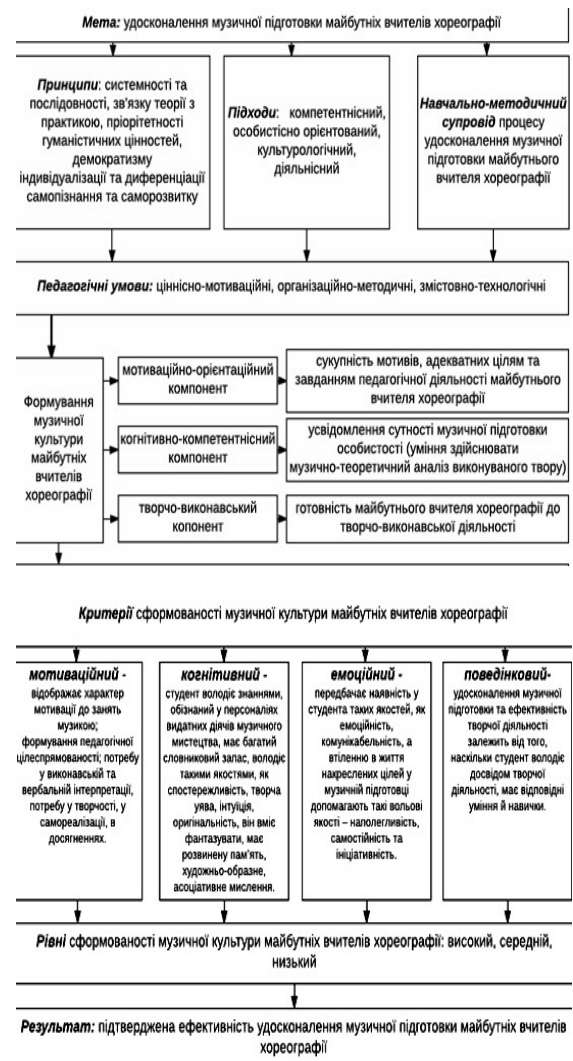 Мета: удосконалення музичної підготовки майбутніх вчителів хореографії
Принципи: системності та
послідовності, зв'язку теорії з
практикою, пріоритетності
гуманістичних цінностей,
демократизму
індивідуалізації та диференціації
самопізнання та саморозвитку
Підходи: компетентнісний,
особистісно орієнтований,
культурологічний,
діяльнісний
Навчально-методичний
супровід процесу
удосконалення музичної
підготовки майбутнього
вчителя хореографії
Педагогічні умови: ціннісно-мотиваційні, організаційно-методичні, змістовно-технологічні
Формування
музичної
культури
майбутніх
вчителів
хореографії
мотиваційно-орієнтаційний
компонент
сукупність мотивів, адекватних цілям та
завданням педагогічної діяльності майбутнього
вчителя хореографії
когнітивно-компетентнісний
компонент
усвідомлення сутності музичної підготовки
особистості (уміння здійснювати
музично-теоретичний аналіз виконуваного твору)
творчо-виконавський
копонент
готовність майбутнього вчителя хореографії до
творчо-виконавської діяльності
Критерії сформованості музичної культури майбутніх вчителів хореографії
мотиваційний -
відображає характер
мотивації до занять
музикою;
формування педагогічної
цілеспрямованості; потребу
у виконавській та
вербальній інтерпретації,
потребу у творчості, у
самореалізації, в
досягненнях.
когнітивний -
студент володіє знаннями,
обізнаний у персоналіях
видатних діячів музичного
мистецтва, має багатий
словниковий запас, володіє
такими якостями, як
спостережливість, творча
уява, інтуїція,
оригінальність, він вміє
фантазувати, має
розвинену пам'ять,
художньо-образне,
асоціативне мислення.
емоційний -
передбачає наявність у
студента таких якостей, як
емоційність,
комунікабельність, а
втіленню в життя
накреслених цілей у
музичній підготовці
допомагають такі вольові
якості – наполегливість,
самостійність та
ініціативність.
поведінковий-
удосконалення музичної
підготовки та ефективність
творчої діяльності
залежить від того,
наскільки студент володіє
досвідом творчої
діяльності, має відповідні
уміння й навички.
Рівні сформованості музичної культури майбутніх вчителів хореографії: високий, середній,
низький
Результат: підтверджена ефективність удосконалення музичної підготовки майбутніх вчителів
хореографії